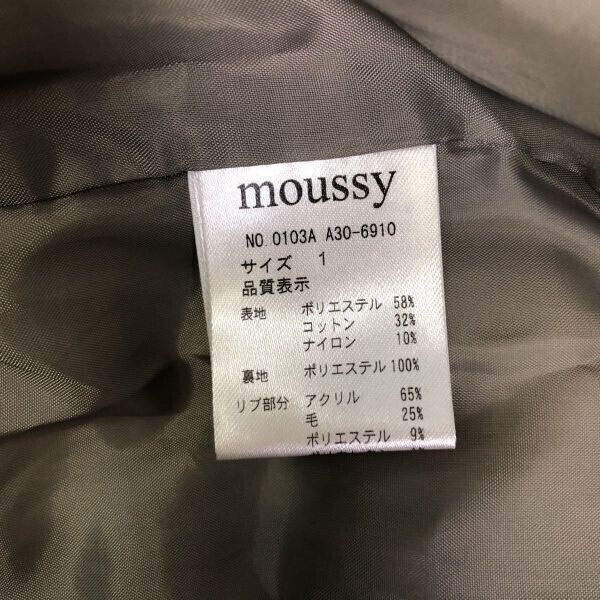 moussy
NO 0103A A30-6910
サイズ 1
品質表示
表地 ポリエステル 58%
コットン 32%
ナイロン 10%
裏地 ポリエステル 100%
リブ部分 アクリル 65%
毛 25%
ポリエステル 9%